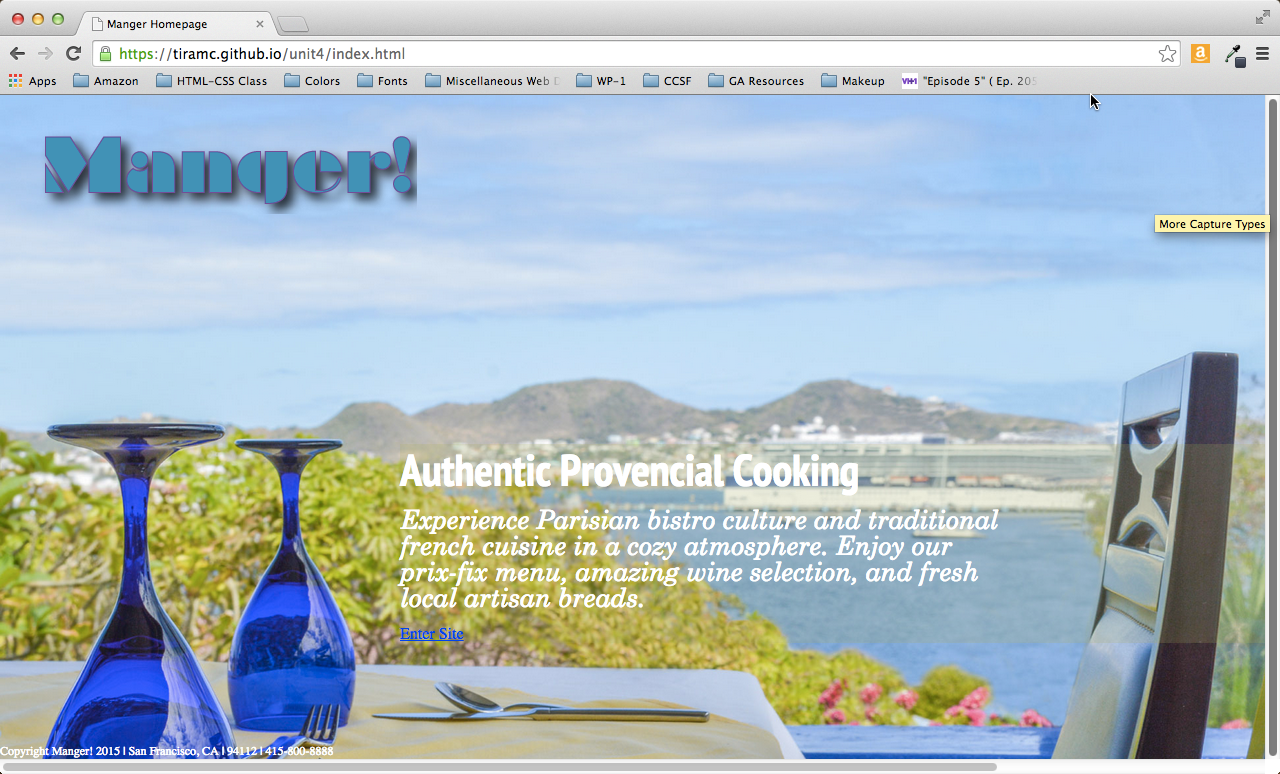 Manger Homepage
https://tiramc.github.io/unit4/index.html
Apps Amazon HTML-CSS Class Colors Fonts Miscellaneous Web WP-1 CCSF GA Resources Makeup VH1 "Episode 5" ( Ep. 205
Manger!
More Capture Types
Authentic Provencial Cooking
Experience Parisian bistro culture and traditional
french cuisine in a cozy atmosphere. Enjoy our
prix-fix menu, amazing wine selection, and fresh
local artisan breads.
Enter Site
Copyright Manger! 2015 | San Francisco, CA | 94112 | 415-800-8888